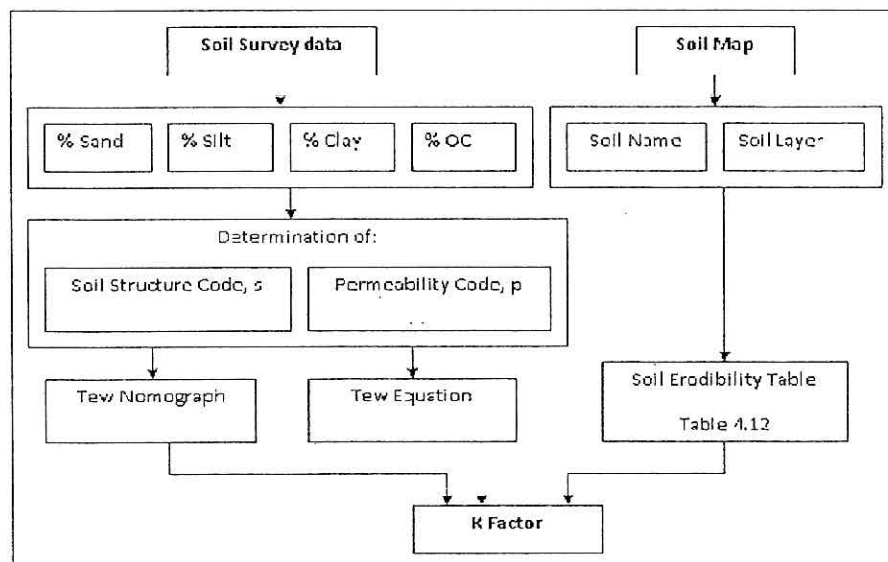 Soil Survey data
Soil Map
% Sand
% Silt
% Clay
% OC
Soil Name
Soil Layer
Determination of:
Soil Structure Code, s
Permeability Code, p
Tew Nomograph
Tew Equation
Soil Erodibility Table
Table 4.12
K Factor